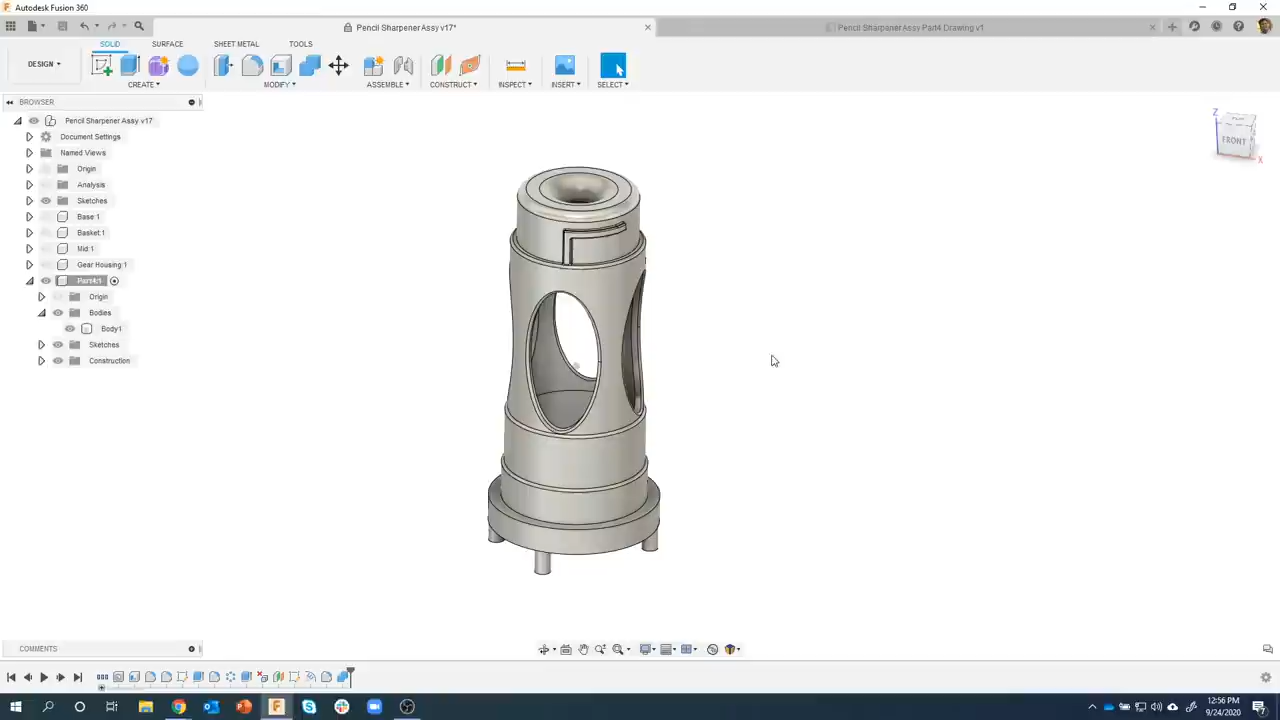 Autodesk Fusion 360
Pencil Sharpener Assy v17*
Pencil Sharpener Assy Part4 Drawing v1
SOLID
SURFACE
SHEET METAL
TOOLS
DESIGN
CREATE
MODIFY
ASSEMBLE
CONSTRUCT
INSPECT
INSERT
SELECT
BROWSER
Pencil Sharpener Assy v17
Document Settings
Named Views
Origin
Analysis
Sketches
Base:1
Basket:1
Mid:1
Gear Housing:1
Part4:1
Origin
Bodies
Body1
Sketches
Construction
Z
FRONT
X
COMMENTS
12:56 PM
9/24/2020